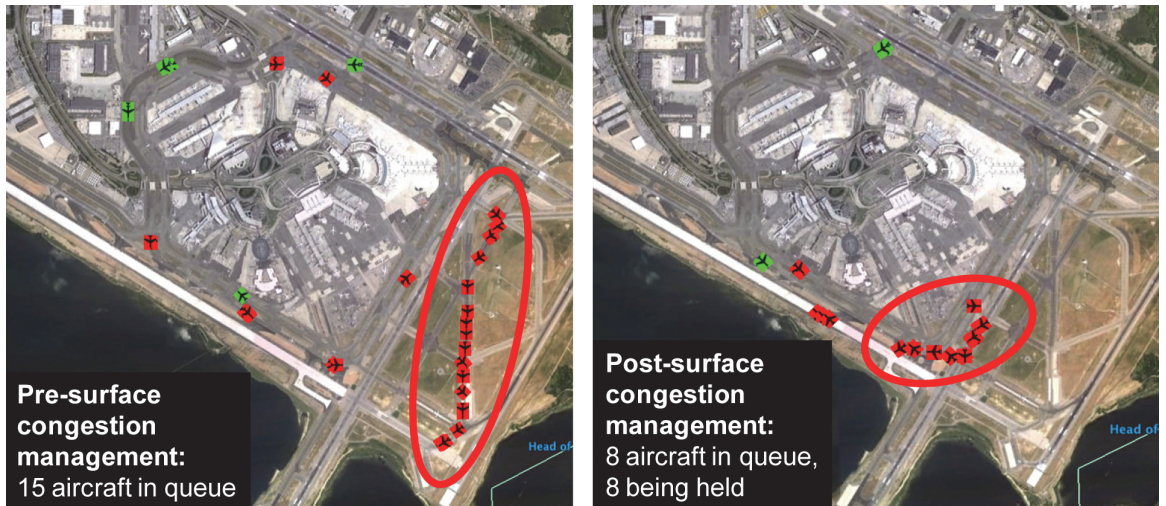 Pre-surface
congestion
management:
15 aircraft in queue
Head of
Post-surface
congestion
management:
8 aircraft in queue,
8 being held
Head of